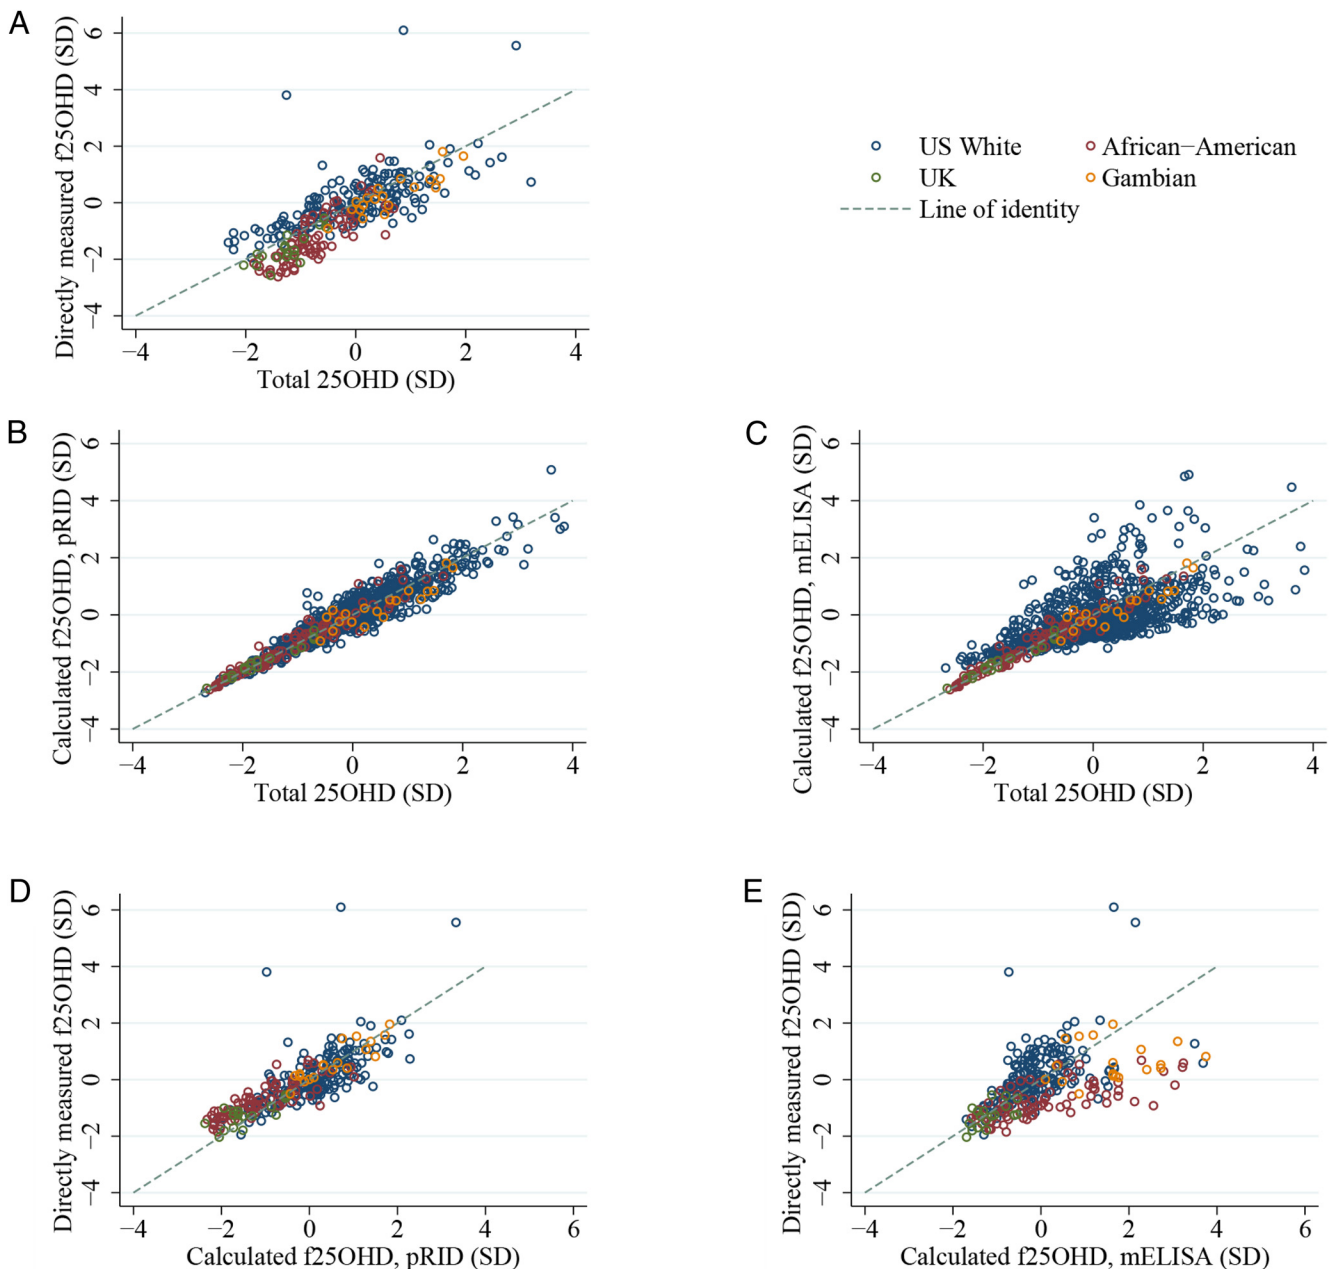 A
Directly measured f25OHD (SD)
6
4
2
0
−2
−4
−4 −2 0 2 4
Total 25OHD (SD)
US White African−American
UK Gambian
Line of identity
B
Calculated f25OHD, pRID (SD)
6
4
2
0
−2
−4
−4 −2 0 2 4
Total 25OHD (SD)
C
Calculated f25OHD, mELISA (SD)
6
4
2
0
−2
−4
−4 −2 0 2 4
Total 25OHD (SD)
D
Directly measured f25OHD (SD)
6
4
2
0
−2
−4
−4 −2 0 2 4 6
Calculated f25OHD, pRID (SD)
E
Directly measured f25OHD (SD)
6
4
2
0
−2
−4
−4 −2 0 2 4 6
Calculated f25OHD, mELISA (SD)